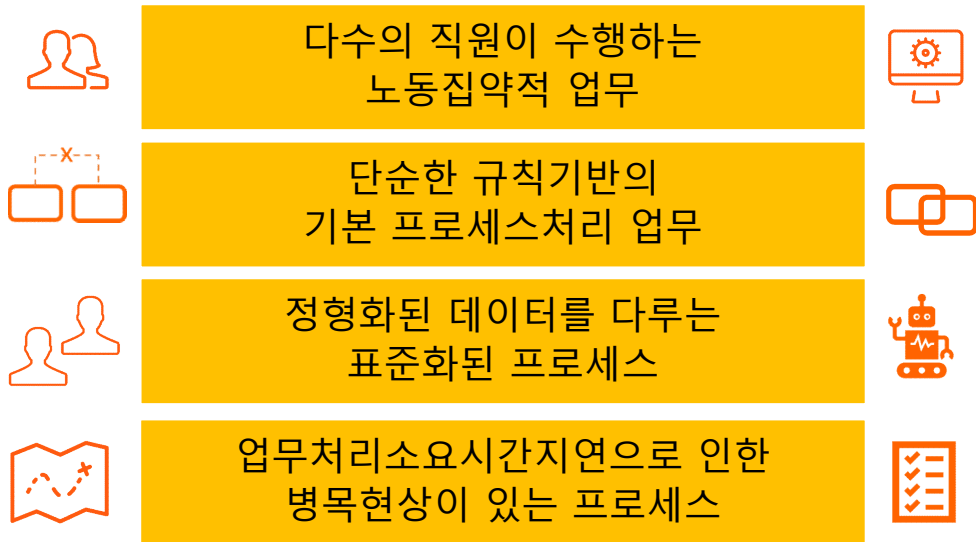 다수의 직원이 수행하는
노동집약적 업무
단순한 규칙기반의
기본 프로세스처리 업무
정형화된 데이터를 다루는
표준화된 프로세스
업무처리소요시간지연으로 인한
병목현상이 있는 프로세스